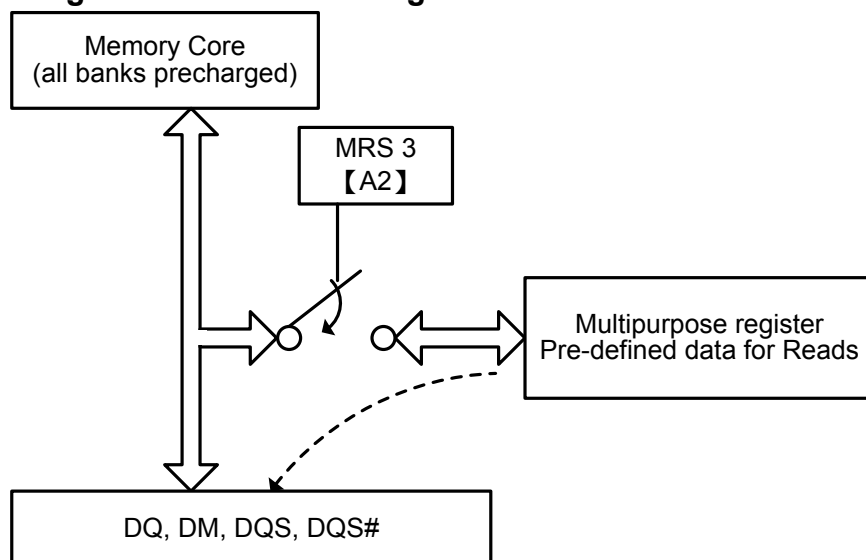 Memory Core
(all banks precharged)
MRS 3
【A2】
Multipurpose register
Pre-defined data for Reads
DQ, DM, DQS, DQS#